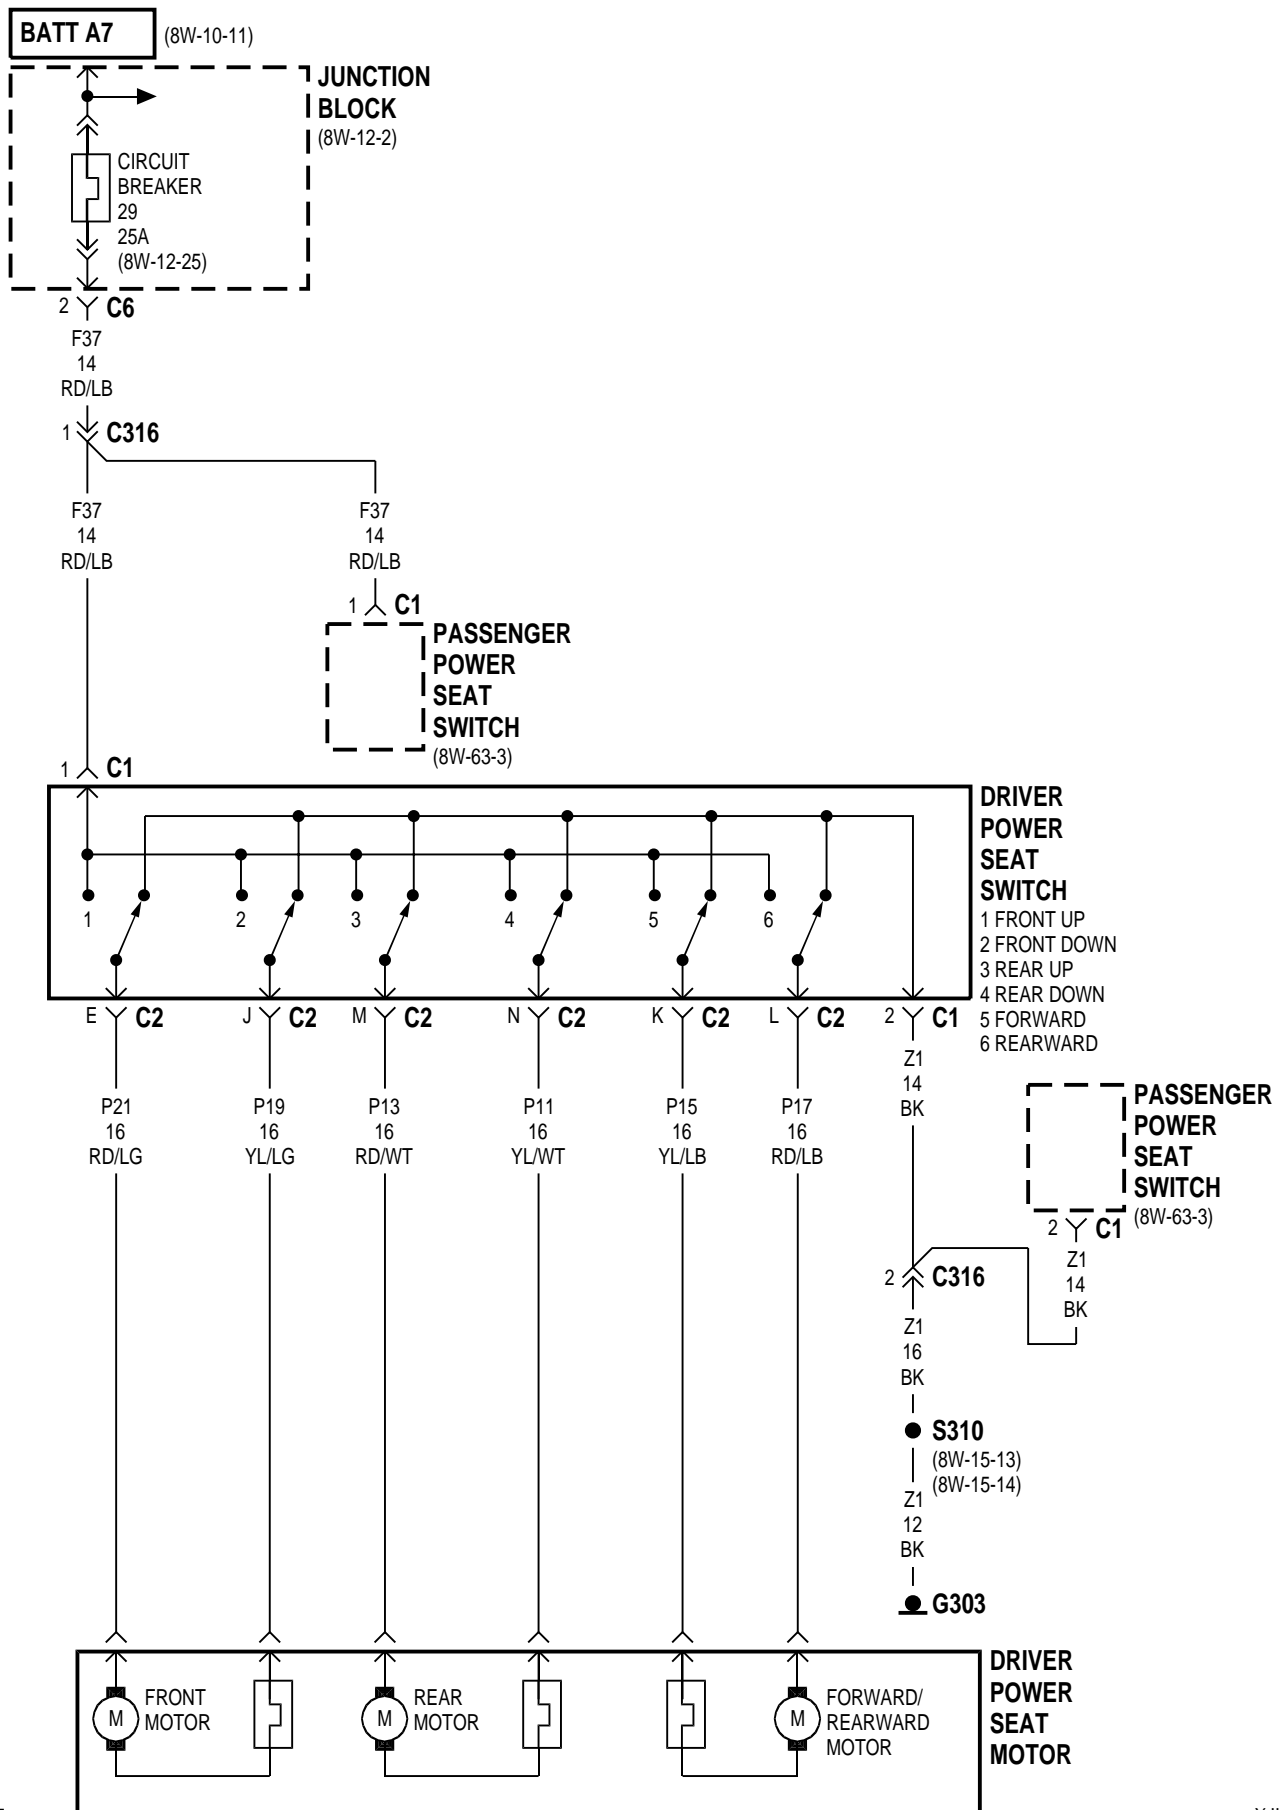 BATT A7 (8W-10-11)
JUNCTION
BLOCK
(8W-12-2)
CIRCUIT
BREAKER
29
25A
(8W-12-25)
2 C6
F37
14
RD/LB
1 C316
F37
14
RD/LB
F37
14
RD/LB
1 C1
PASSENGER
POWER
SEAT
SWITCH
(8W-63-3)
1 C1
DRIVER
POWER
SEAT
SWITCH
1 FRONT UP
2 FRONT DOWN
3 REAR UP
4 REAR DOWN
5 FORWARD
6 REARWARD
1 2 3 4 5 6
E C2 J C2 M C2 N C2 K C2 L C2 2 C1
P21
16
RD/LG
P19
16
YL/LG
P13
16
RD/WT
P11
16
YL/WT
P15
16
YL/LB
P17
16
RD/LB
Z1
14
BK
PASSENGER
POWER
SEAT
SWITCH
(8W-63-3)
2 C1
Z1
14
BK
2 C316
Z1
16
BK
S310
(8W-15-13)
(8W-15-14)
Z1
12
BK
G303
DRIVER
POWER
SEAT
MOTOR
M FRONT
MOTOR
M REAR
MOTOR
M FORWARD/
REARWARD
MOTOR